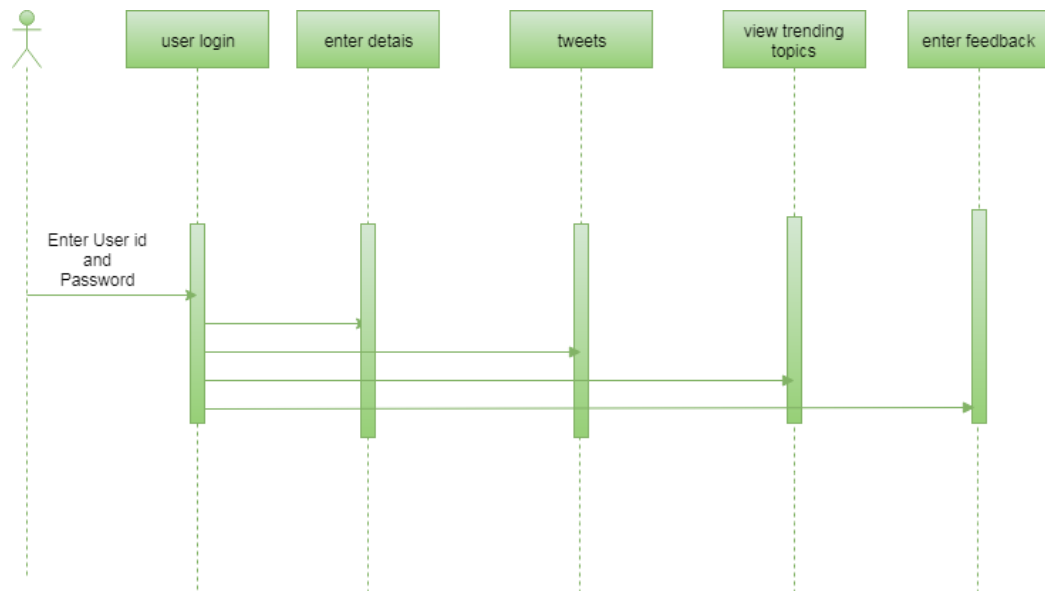 user login
enter detais
tweets
view trending
topics
enter feedback
Enter User id
and
Password